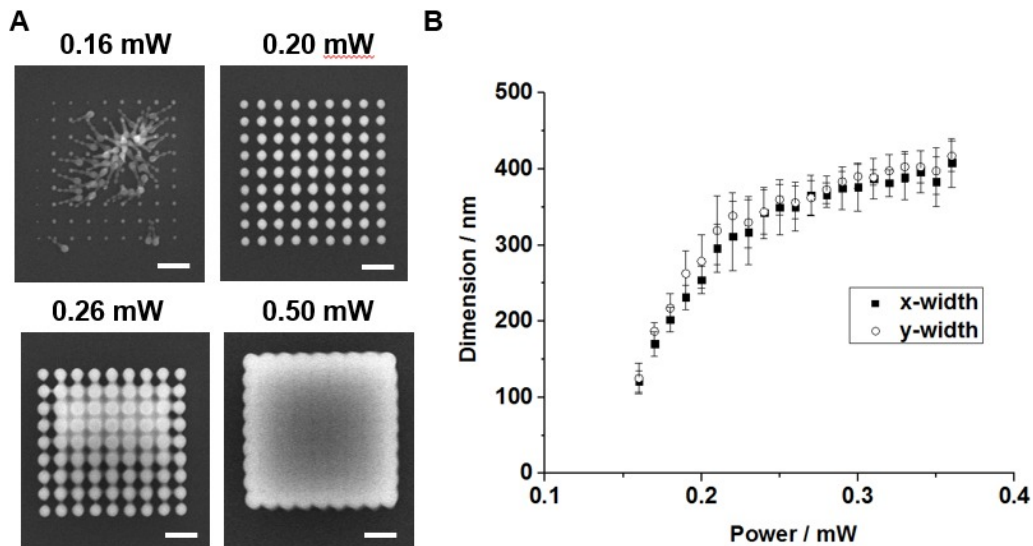 A
0.16 mW
0.20 mW
0.26 mW
0.50 mW
B
500
400
300
200
100
0
Dimension / nm
0.1
0.2
0.3
0.4
Power / mW
x-width
y-width